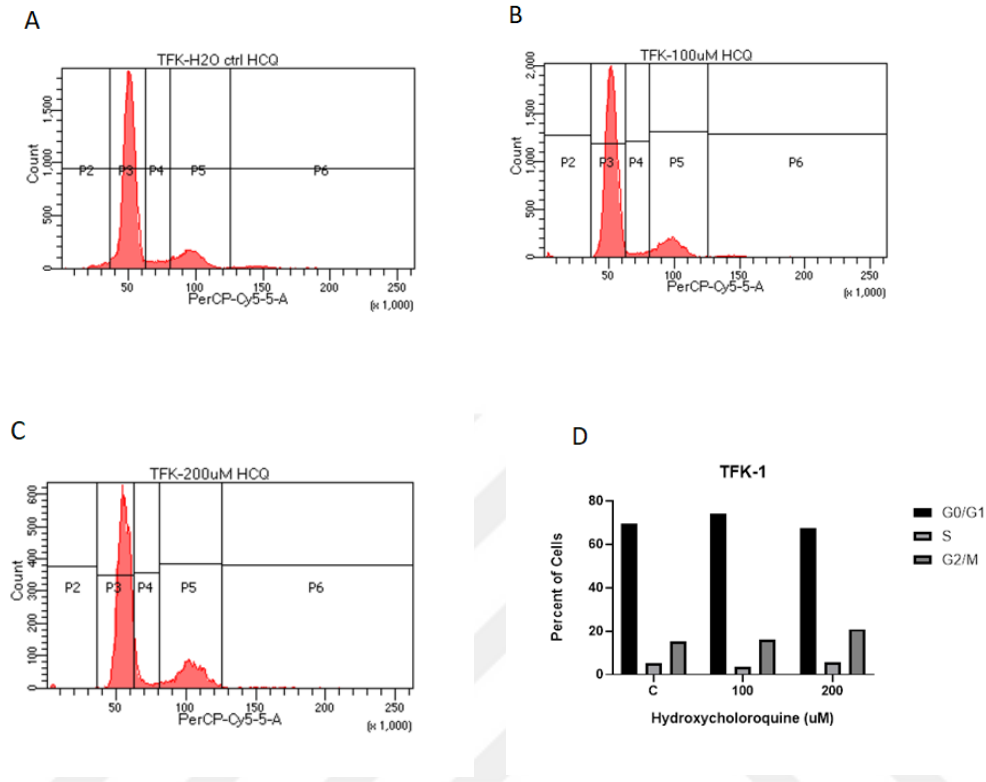 A
TFK-H2O ctrl HCQ
Count
1,500
1,000
500
0
P2 P3 P4 P5 P6
50 100 150 200 250
PerCP-Cy5-5-A
(x 1,000)
B
TFK-100uM HCQ
Count
2,000
1,500
1,000
500
0
P2 P3 P4 P5 P6
50 100 150 200 250
PerCP-Cy5-5-A
(x 1,000)
C
TFK-200uM HCQ
Count
600
500
400
300
200
100
0
P2 P3 P4 P5 P6
50 100 150 200 250
PerCP-Cy5-5-A
(x 1,000)
D
TFK-1
Percent of Cells
80
60
40
20
0
C 100 200
Hydroxycholoroquine (uM)
G0/G1
S
G2/M